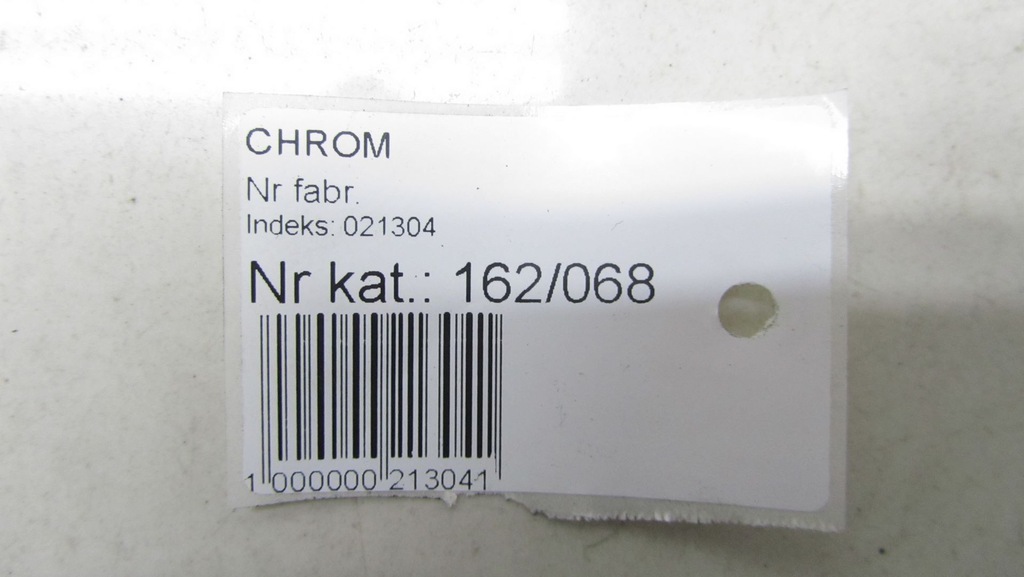 CHROM
Nr fabr.
Indeks: 021304
Nr kat.: 162/068
1 000000 213041